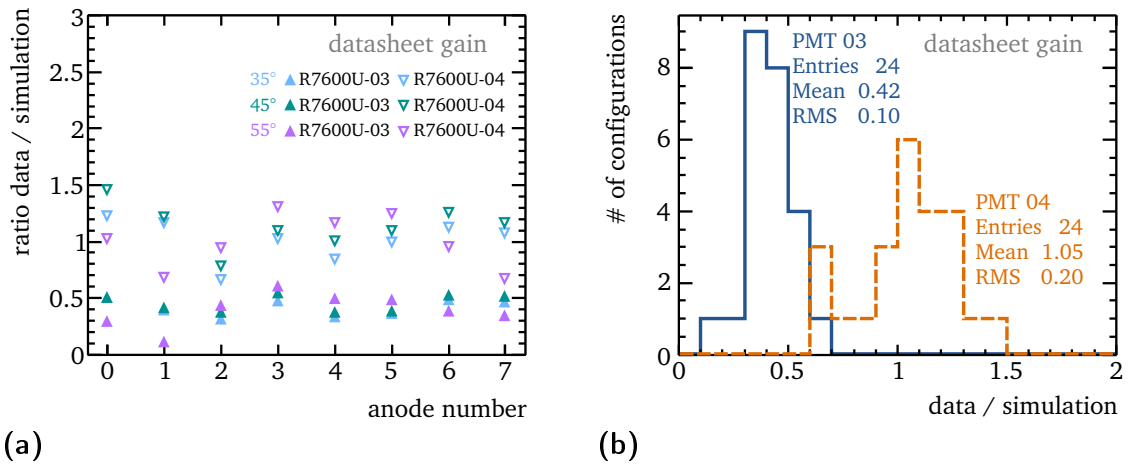 ratio data / simulation
3
2.5
2
1.5
1
0.5
0
datasheet gain
35° R7600U-03 R7600U-04
45° R7600U-03 R7600U-04
55° R7600U-03 R7600U-04
0 1 2 3 4 5 6 7
anode number
(a)
# of configurations
8
6
4
2
0
datasheet gain
PMT 03
Entries 24
Mean 0.42
RMS 0.10
PMT 04
Entries 24
Mean 1.05
RMS 0.20
0 0.5 1 1.5 2
data / simulation
(b)